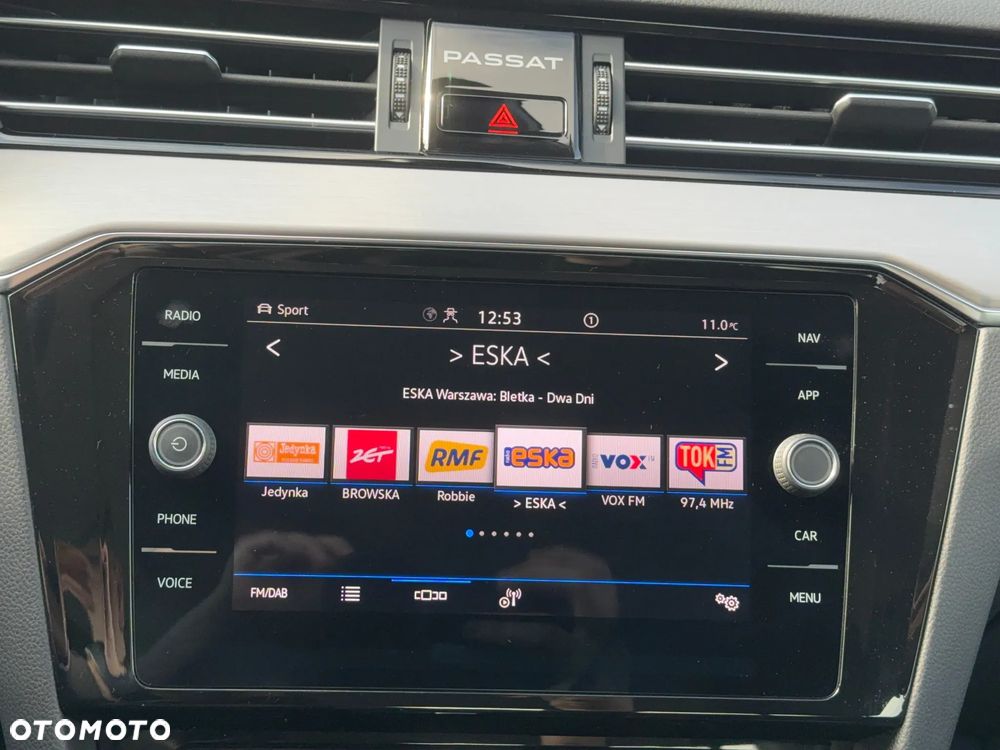 PASSAT
RADIO
MEDIA
PHONE
VOICE
Sport
12:53
1
11.0°C
> ESKA <
ESKA Warszawa: Bletka - Dwa Dni
Jedynka
ZET
RMF
eska
VOX
TOK FM
Jedynka
BROWSKA
Robbie
> ESKA <
VOX FM
97,4 MHz
FM/DAB
NAV
APP
CAR
MENU
OTOMOTO